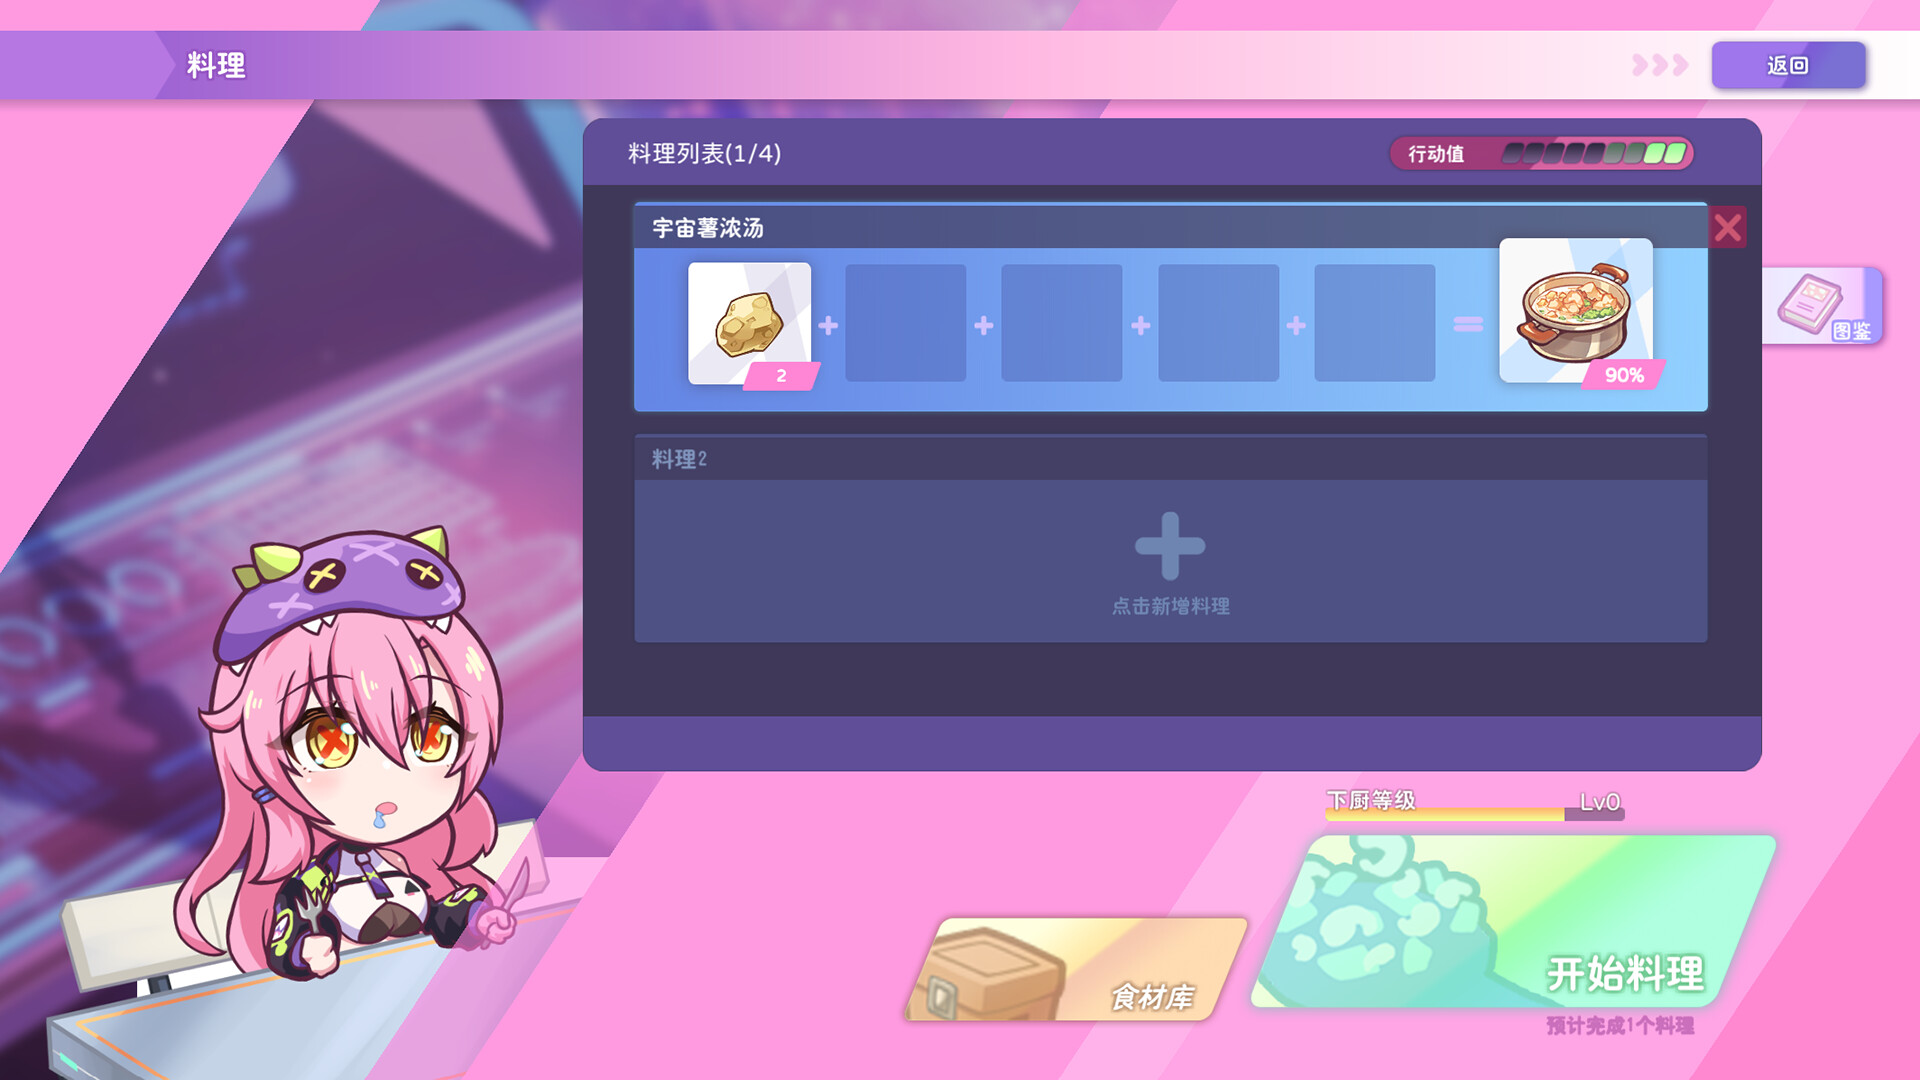 料理
返回
料理列表(1/4)
行动值
宇宙薯浓汤
2
90%
图鉴
料理2
点击新增料理
下厨等级
Lv0
开始料理
食材库
预计完成1个料理